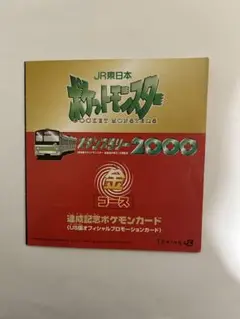 JR東日本
ポケットモンスター
POCKET MONSTERS
スタンプラリー2000
金
コース
達成記念ポケモンカード
(US版オフィシャルプロモーションカード)